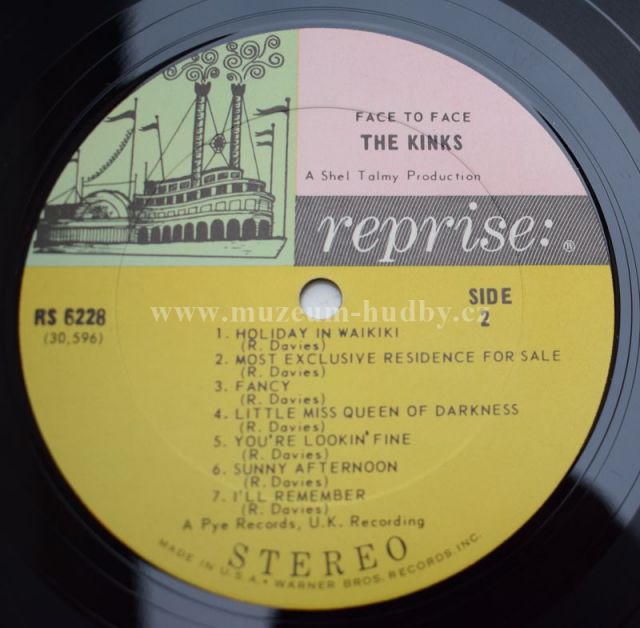 FACE TO FACE
THE KINKS
A Shel Talmy Production
reprise: ®
RS 6228
(30,596)
SIDE
2
www.muzeum-hudby.cz
1. HOLIDAY IN WAIKIKI
(R. Davies)
2. MOST EXCLUSIVE RESIDENCE FOR SALE
(R. Davies)
3. FANCY
(R. Davies)
4. LITTLE MISS QUEEN OF DARKNESS
(R. Davies)
5. YOU'RE LOOKIN' FINE
(R. Davies)
6. SUNNY AFTERNOON
(R. Davies)
7. I'LL REMEMBER
(R. Davies)
A Pye Records, U.K. Recording
STEREO
MADE IN U.S.A. • WARNER BROS. RECORDS, INC.